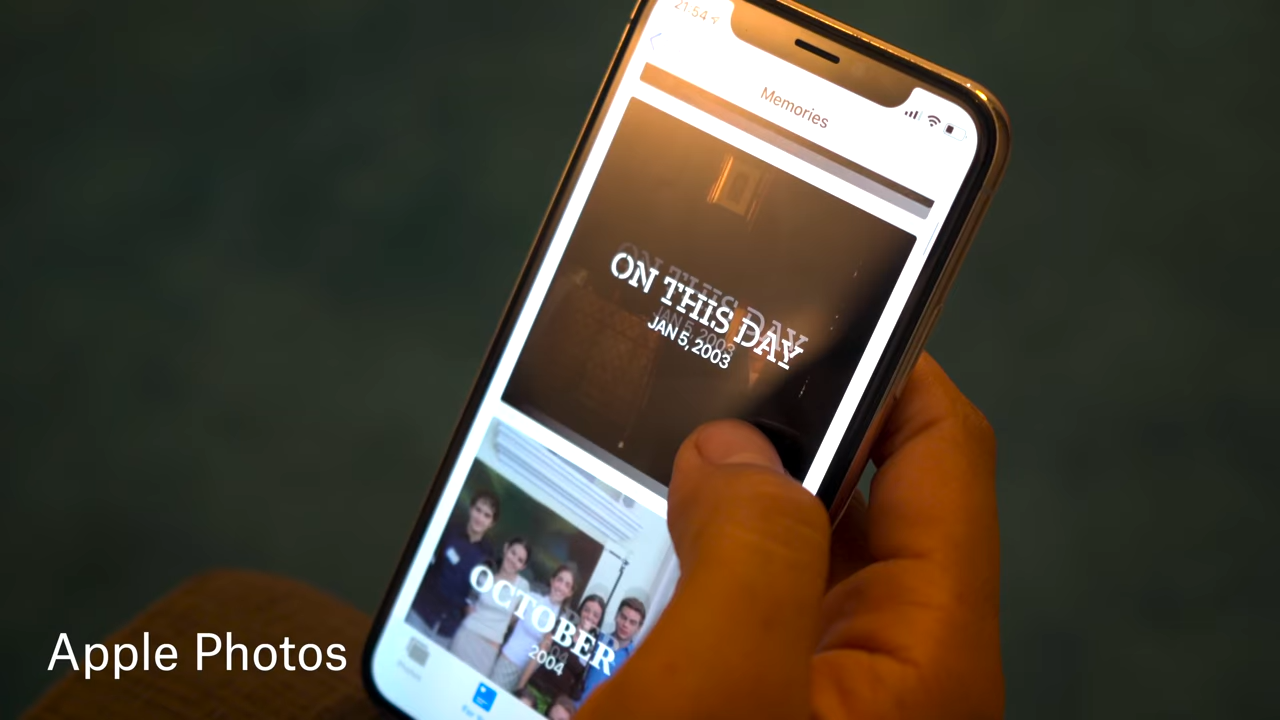 21:54
Memories
ON THIS DAY
JAN 5, 2003
OCTOBER
2004
Apple Photos